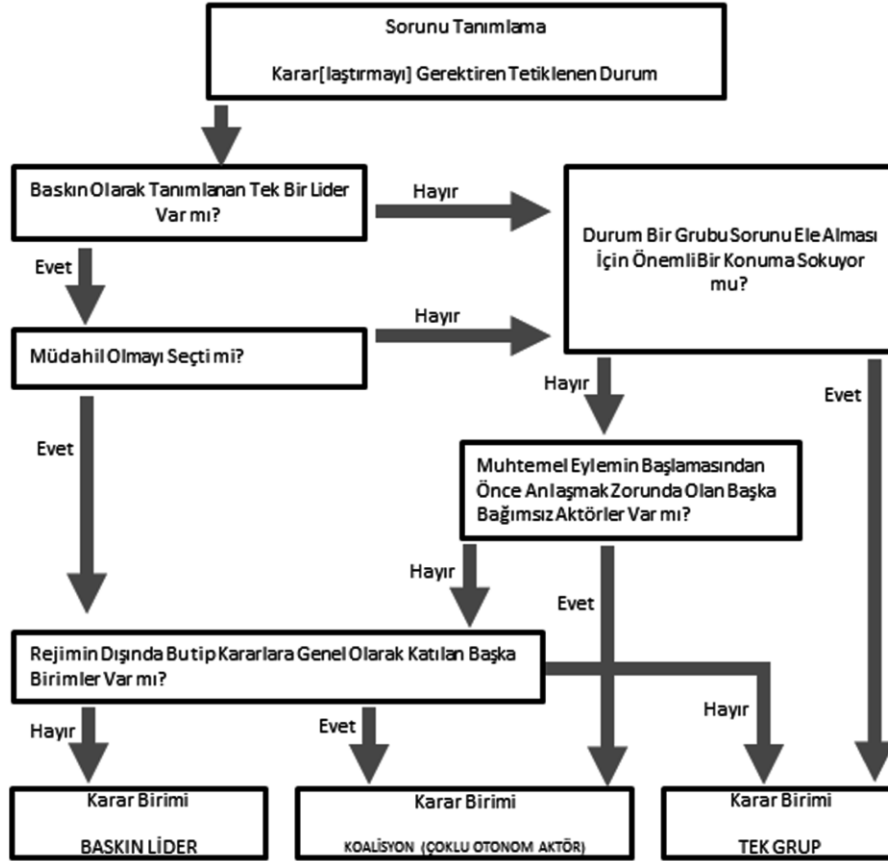 Sorunu Tanımlama
Karar[laştırmayı] Gerektiren Tetiklenen Durum
Baskın Olarak Tanımlanan Tek Bir Lider
Var mı?
Hayır
Durum Bir Grubu Sorunu Ele Alması
İçin Önemli Bir Konuma Sokuyor
mu?
Evet
Müdahil Olmayı Seçti mi?
Hayır
Hayır
Evet
Evet
Muhtemel Eylemin Başlamasından
Önce Anlaşmak Zorunda Olan Başka
Bağımsız Aktörler Var mı?
Hayır
Evet
Rejimin Dışında Bu tip Kararlara Genel Olarak Katılan Başka
Birimler Var mı?
Hayır
Evet
Hayır
Karar Birimi
BASKIN LİDER
Karar Birimi
KOALİSYON (ÇOKLU OTONOM AKTÖR)
Karar Birimi
TEK GRUP